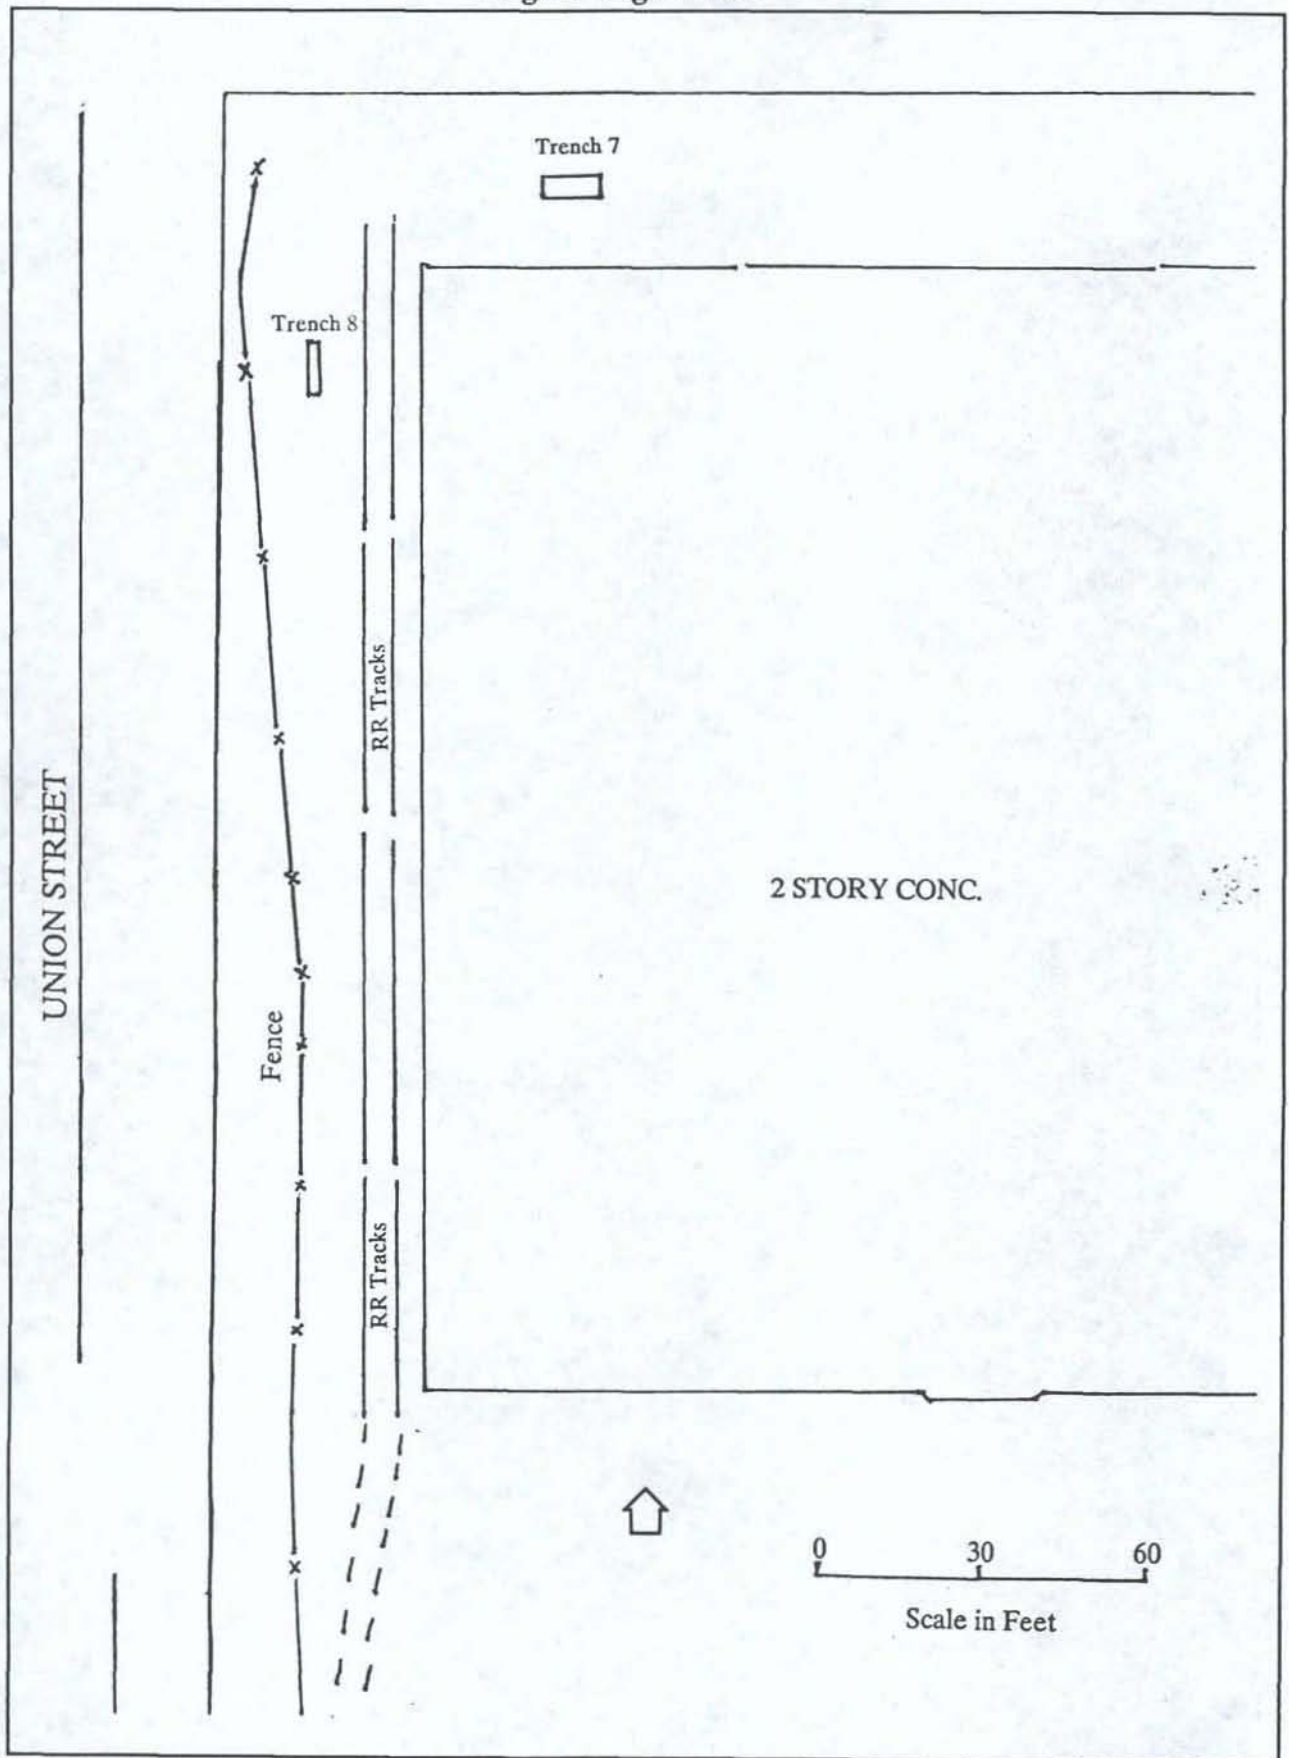 Trench 7
Trench 8
RR Tracks
UNION STREET
2 STORY CONC.
Fence
RR Tracks
0 30 60
Scale in Feet